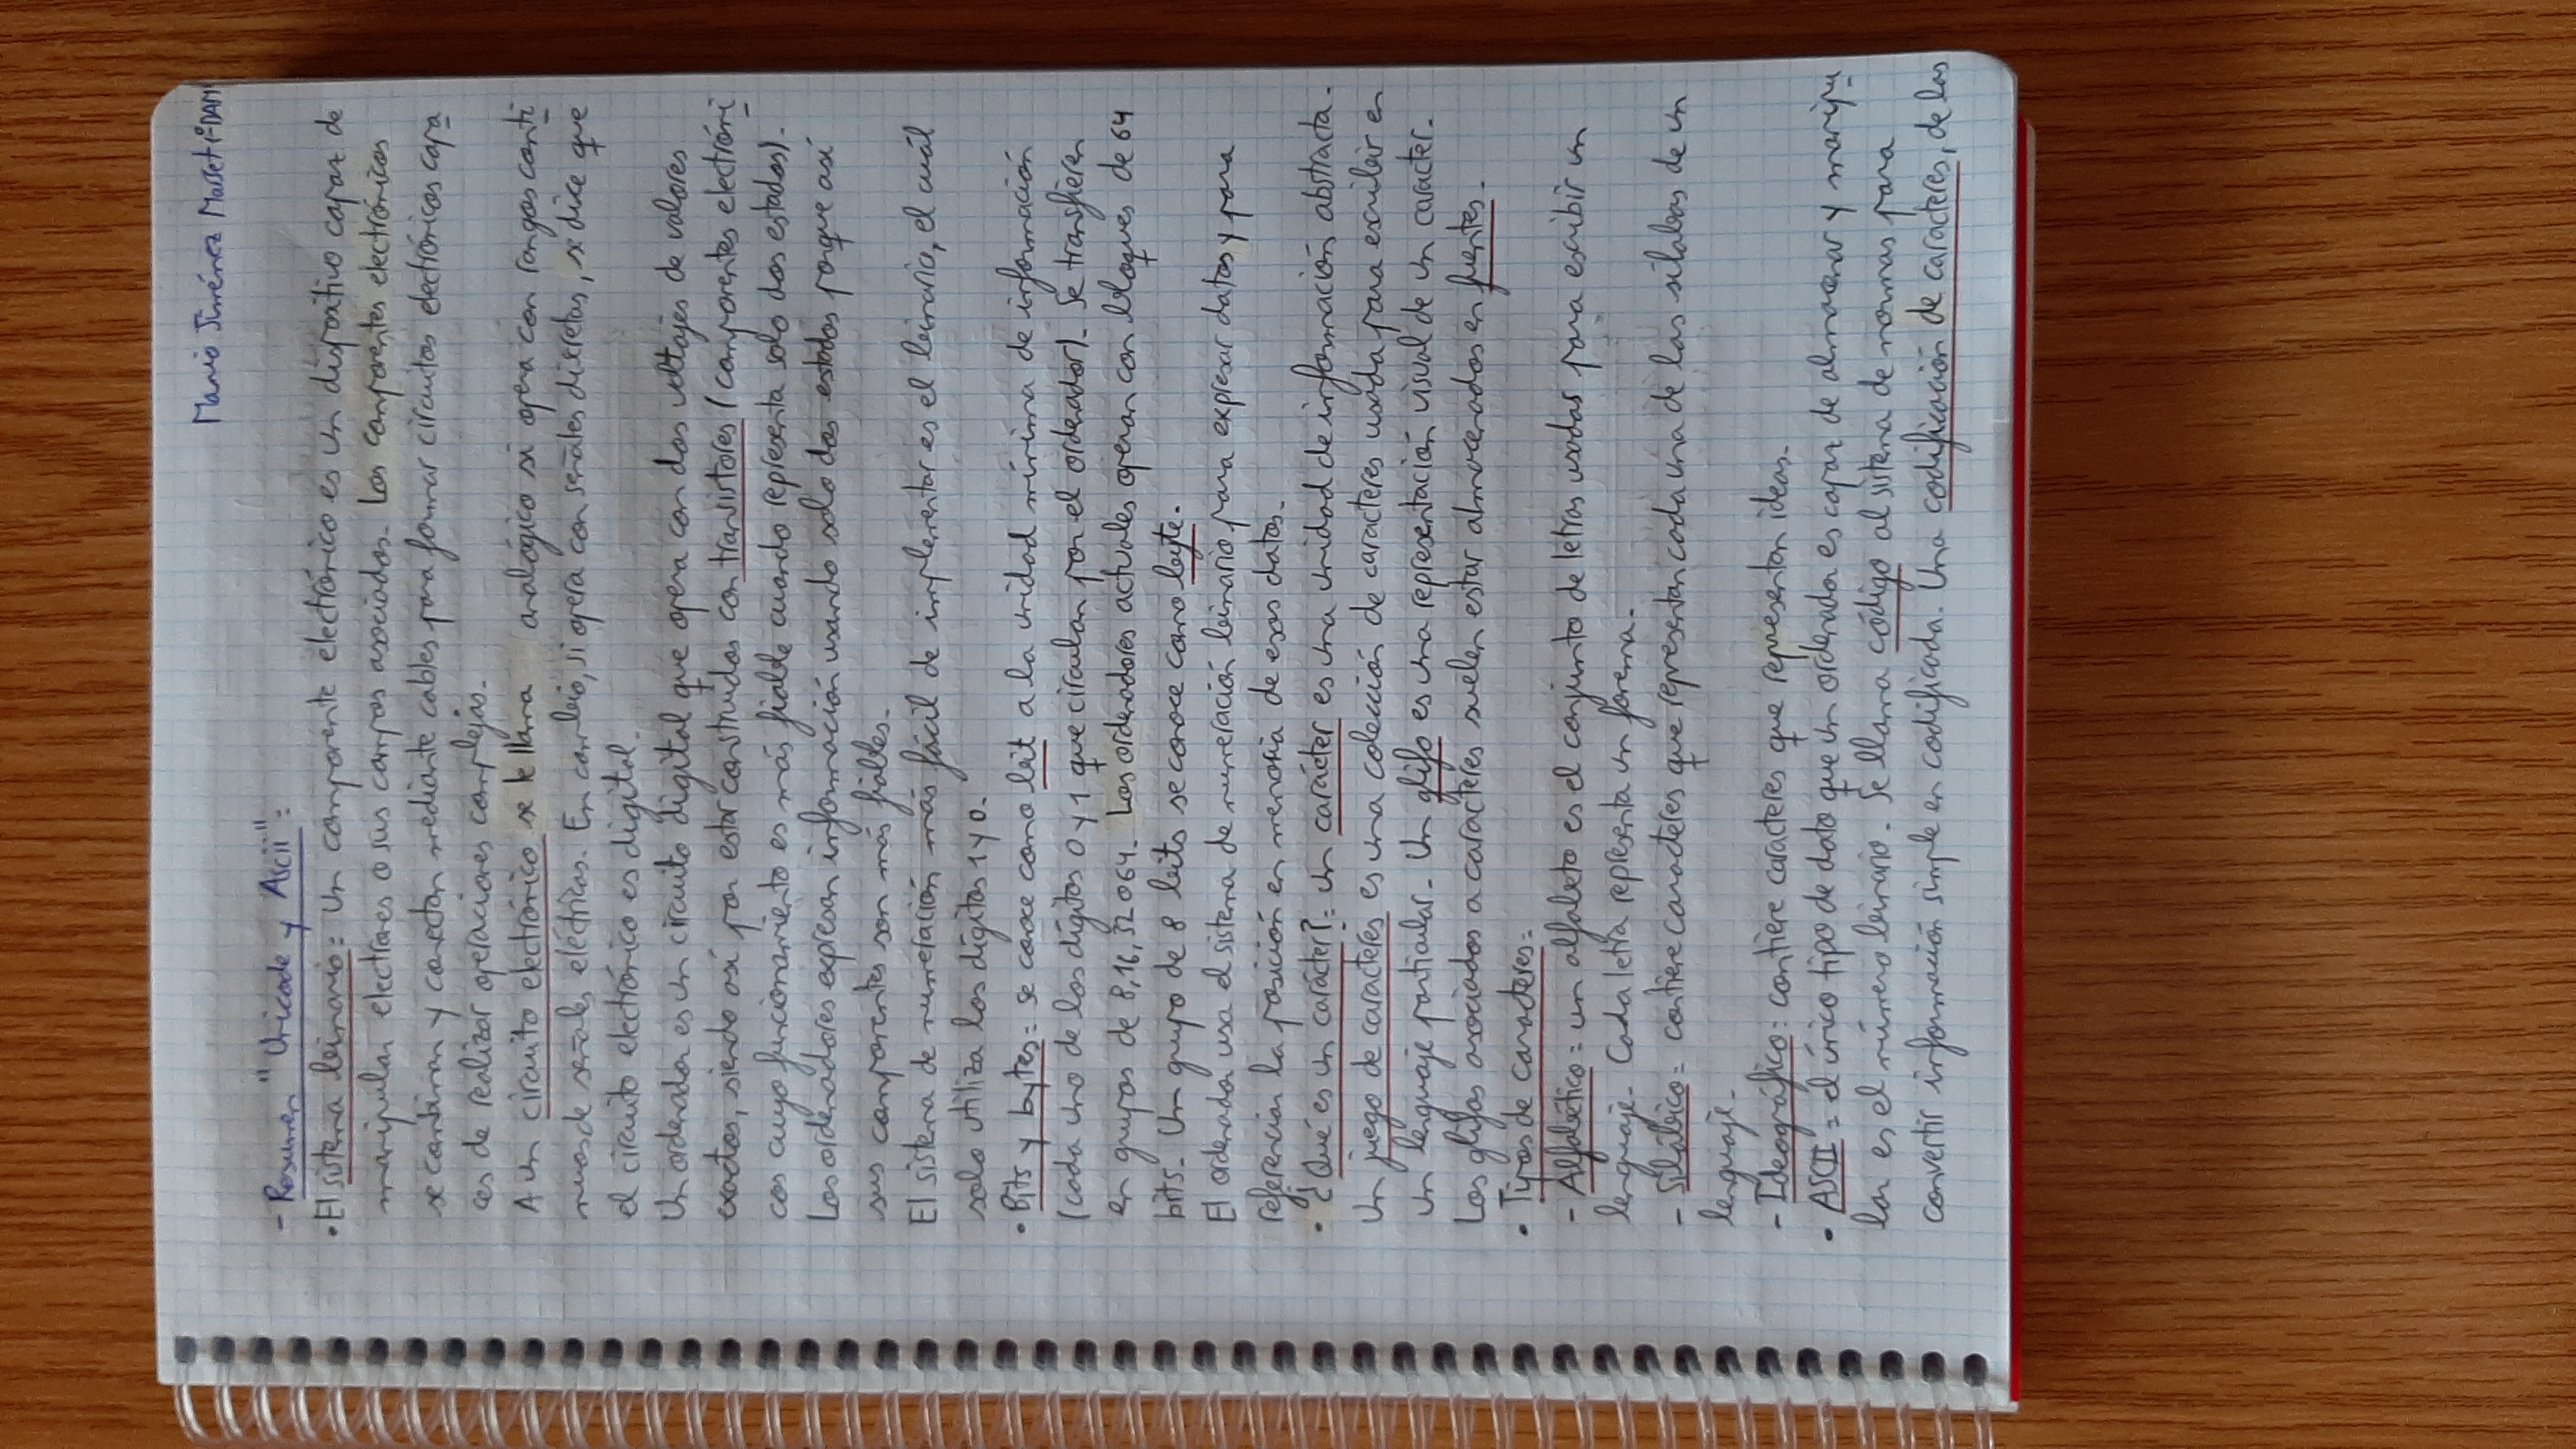 Mario Jiménez Marset 1ºDAM
- Resumen "Unicode y Ascii":
• El sistema binario: un componente electrónico es un dispositivo capaz de
manipular electrones o sus campos asociados. Los componentes electrónicos
se combinan y conectan mediante cables para formar circuitos electrónicos capa
ces de realizar operaciones complejas.
A un circuito electrónico se le llama analógico si opera con rangos conti
nuos de señales eléctricas. En cambio, si opera con señales discretas, se dice que
el circuito electrónico es digital.
Un ordenador es un circuito digital que opera con dos voltajes de valores
exactos, siendo así por estar construidos con transistores (componentes electróni
cos cuyo funcionamiento es más fiable cuando representa solo dos estados).
Los ordenadores expresan información usando solo dos estados porque así
sus componentes son más fiables.
El sistema de numeración más fácil de implementar es el binario, el cuál
solo utiliza los dígitos 1 y 0.
• Bits y bytes: se conoce como bit a la unidad mínima de información
(cada uno de los dígitos 0 y 1 que circulan por el ordenador). Se transfieren
en grupos de 8, 16, 32 o 64. Los ordenadores actuales operan con bloques de 64
bits. Un grupo de 8 bits se conoce como byte.
El ordenador usa el sistema de numeración binario para expresar datos y para
referenciar la posición en memoria de esos datos.
• ¿Qué es un carácter?: un carácter es una unidad de información abstracta.
Un juego de caracteres es una colección de caracteres usada para escribir en
un lenguaje particular. Un glifo es una representación visual de un caracter.
Los glifos asociados a caracteres suelen estar almacenados en fuentes.
• Tipos de caracteres:
- Alfabético: un alfabeto es el conjunto de letras usadas para escribir un
lenguaje. Cada letra representa un fonema.
- Silábico: contiene caracteres que representan cada una de las sílabas de un
lenguaje.
- Ideográfico: contiene caracteres que representan ideas.
• ASCII: el único tipo de dato que un ordenador es capaz de almacenar y manipu
lar es el número binario. Se llama código al sistema de normas para
convertir información simple en codificada. Una codificación de caracteres, de los